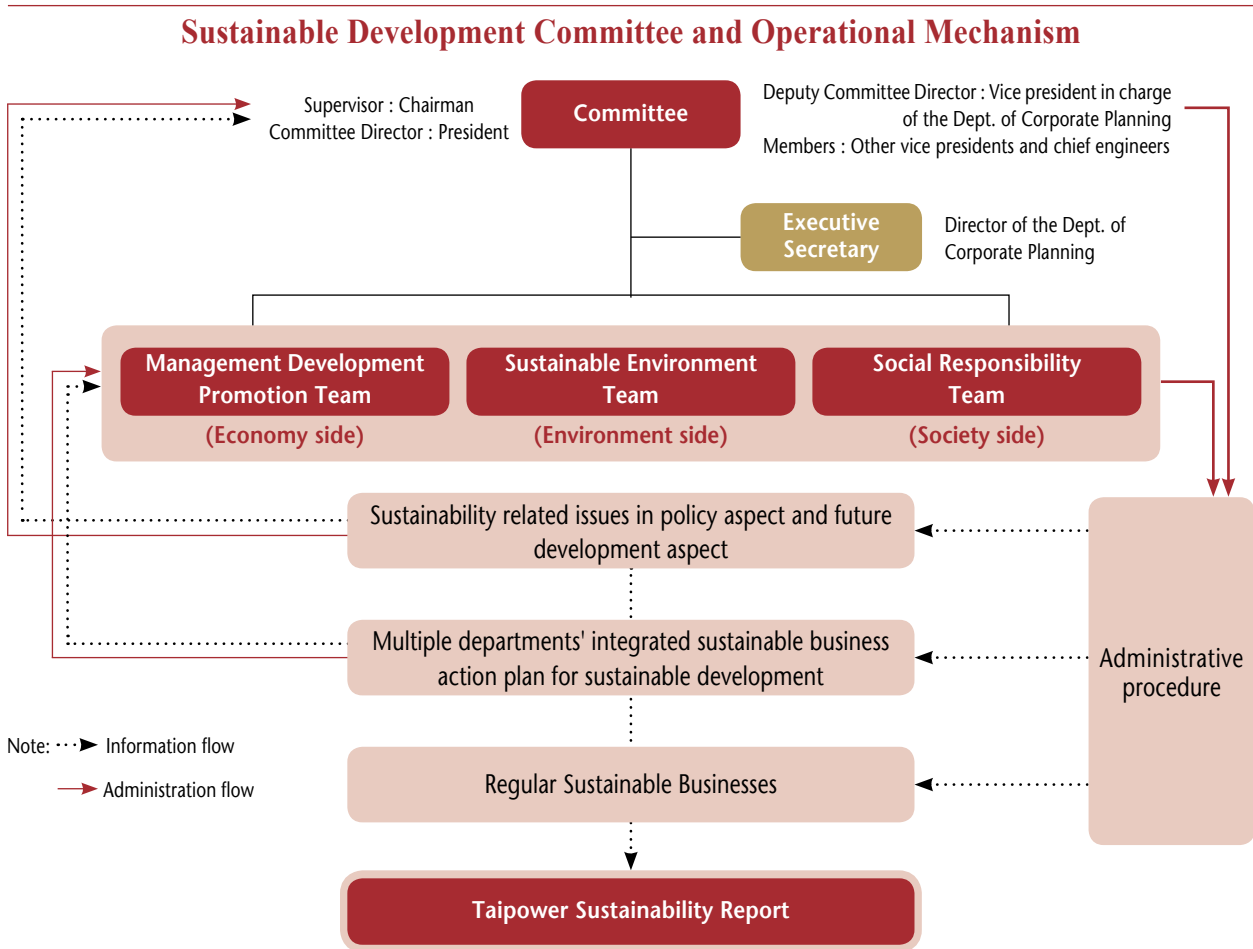 Sustainable Development Committee and Operational Mechanism
Supervisor : Chairman
Committee Director : President
Committee
Deputy Committee Director : Vice president in charge
of the Dept. of Corporate Planning
Members : Other vice presidents and chief engineers
Executive
Secretary
Director of the Dept. of
Corporate Planning
Management Development
Promotion Team
(Economy side)
Sustainable Environment
Team
(Environment side)
Social Responsibility
Team
(Society side)
Sustainability related issues in policy aspect and future
development aspect
Multiple departments' integrated sustainable business
action plan for sustainable development
Administrative
procedure
Note: Information flow
Administration flow
Regular Sustainable Businesses
Taipower Sustainability Report